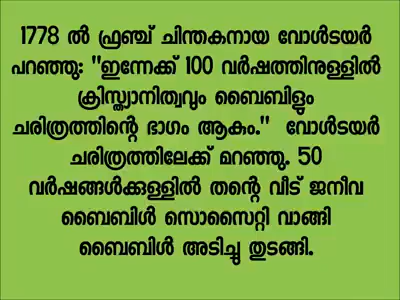 1778 ൽ ഫ്രഞ്ച് ചിന്തകനായ വോൾടയർ
പറഞ്ഞു: "ഇന്നേക്ക് 100 വർഷത്തിനുള്ളിൽ
ക്രിസ്ത്യാനിത്വവും ബൈബിളും
ചരിത്രത്തിന്റെ ഭാഗം ആകും." വോൾടയർ
ചരിത്രത്തിലേക്ക് മറഞ്ഞു. 50
വർഷങ്ങൾക്കുള്ളിൽ തന്റെ വീട് ജനീവ
ബൈബിൾ സൊസൈറ്റി വാങ്ങി
ബൈബിൾ അടിച്ചു തുടങ്ങി.